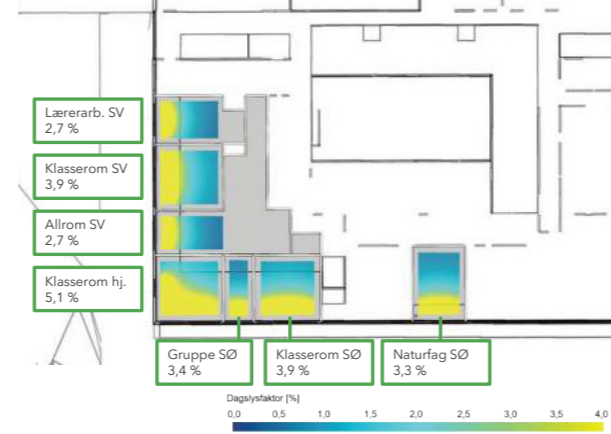 Lærerarb. SV
2,7 %
Klasserom SV
3,9 %
Allrom SV
2,7 %
Klasserom hj.
5,1 %
Gruppe SØ
3,4 %
Klasserom SØ
3,9 %
Naturfag SØ
3,3 %
Dagslysfaktor [%]
0,0 0,5 1,0 1,5 2,0 2,5 3,0 3,5 4,0